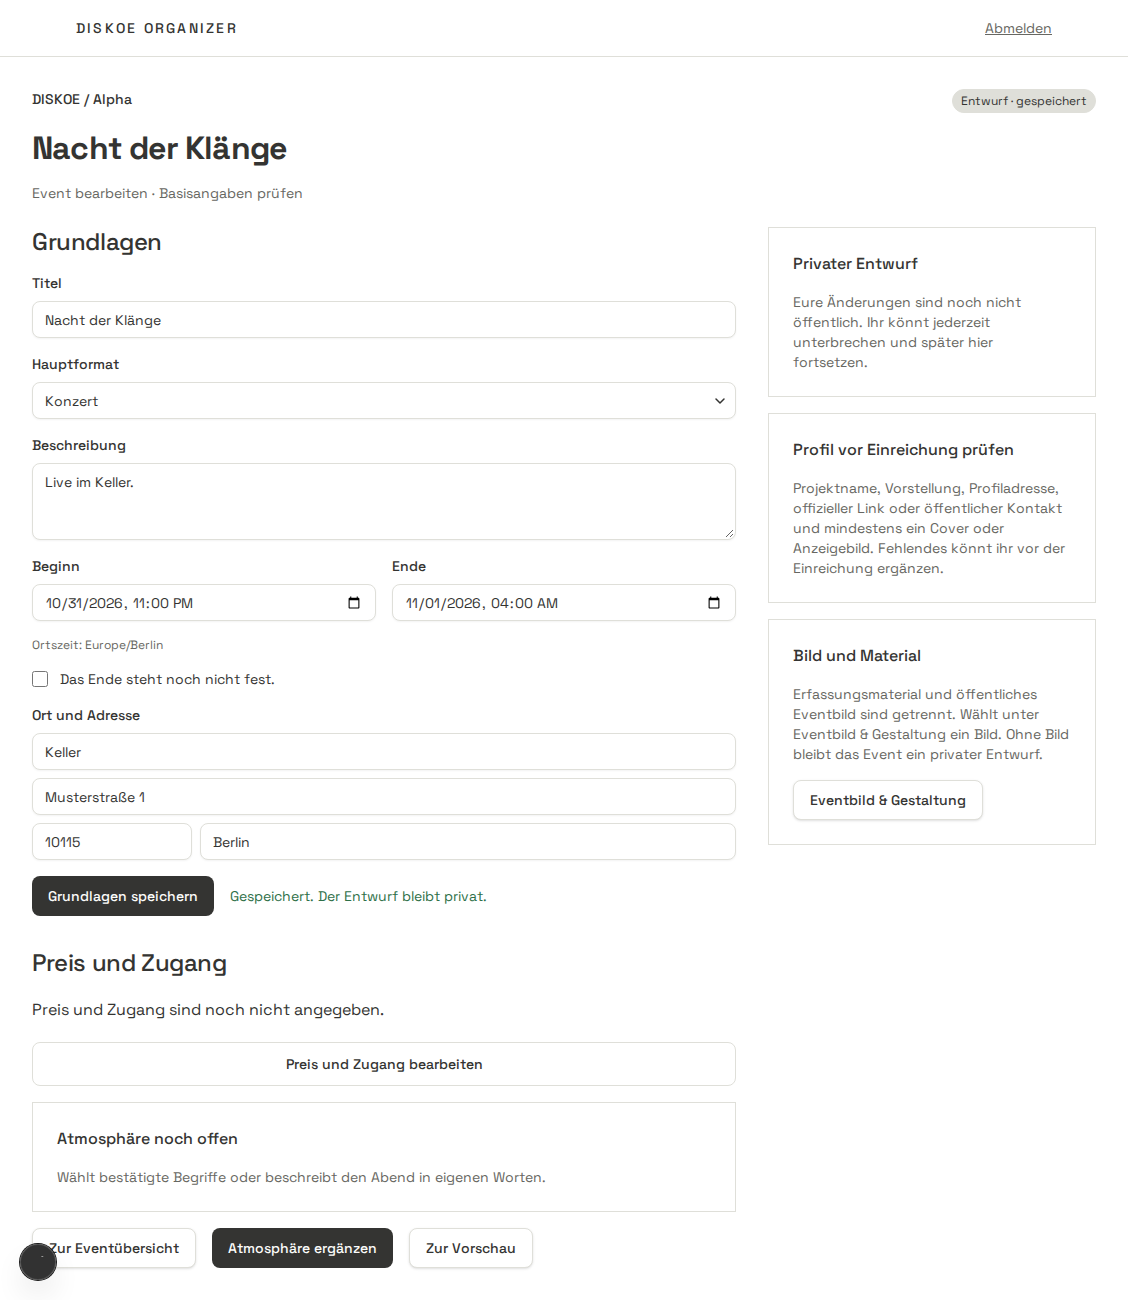 DISKOE ORGANIZER
Abmelden
DISKOE / Alpha
Entwurf · gespeichert
Nacht der Klänge
Event bearbeiten · Basisangaben prüfen
Grundlagen
Titel
Nacht der Klänge
Hauptformat
Konzert
Beschreibung
Live im Keller.
Beginn
Ende
10/31/2026, 11:00 PM
11/01/2026, 04:00 AM
Ortszeit: Europe/Berlin
Das Ende steht noch nicht fest.
Ort und Adresse
Keller
Musterstraße 1
10115
Berlin
Grundlagen speichern
Gespeichert. Der Entwurf bleibt privat.
Preis und Zugang
Preis und Zugang sind noch nicht angegeben.
Preis und Zugang bearbeiten
Atmosphäre noch offen
Wählt bestätigte Begriffe oder beschreibt den Abend in eigenen Worten.
Zur Eventübersicht
Atmosphäre ergänzen
Zur Vorschau
Privater Entwurf
Eure Änderungen sind noch nicht
öffentlich. Ihr könnt jederzeit
unterbrechen und später hier
fortsetzen.
Profil vor Einreichung prüfen
Projektname, Vorstellung, Profiladresse,
offizieller Link oder öffentlicher Kontakt
und mindestens ein Cover oder
Anzeigebild. Fehlendes könnt ihr vor der
Einreichung ergänzen.
Bild und Material
Erfassungsmaterial und öffentliches
Eventbild sind getrennt. Wählt unter
Eventbild & Gestaltung ein Bild. Ohne Bild
bleibt das Event ein privater Entwurf.
Eventbild & Gestaltung